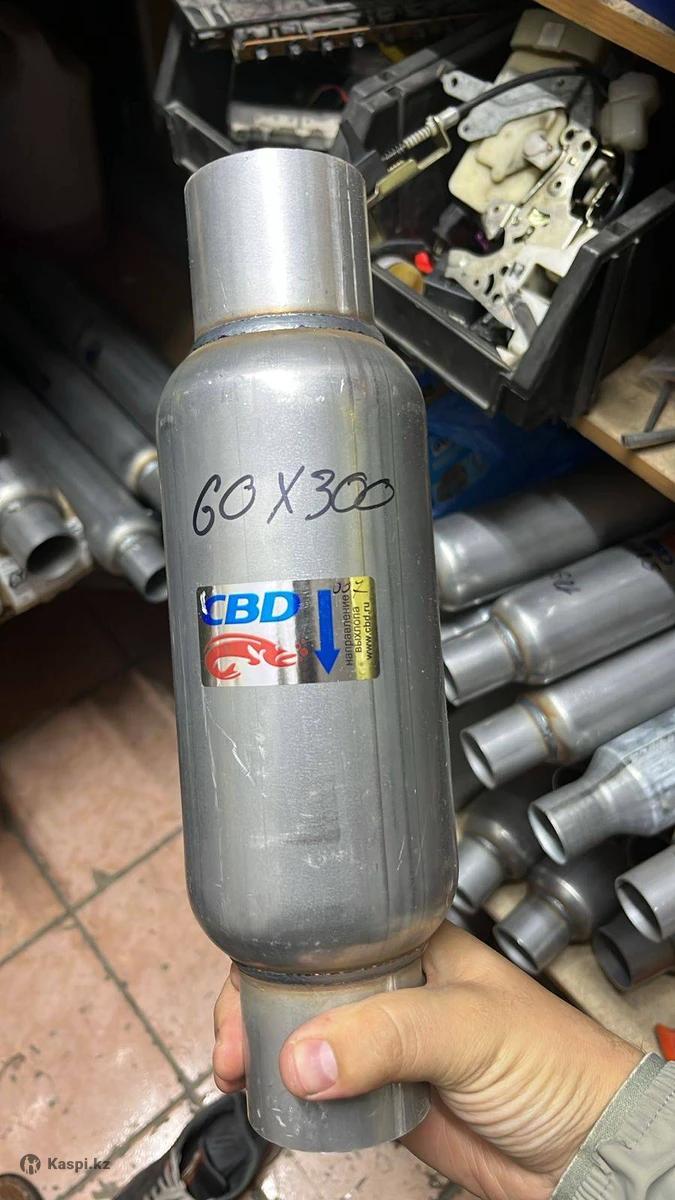 60 X 300
CBD
направление
выхлопа
www.cbd.ru
Kaspi.kz